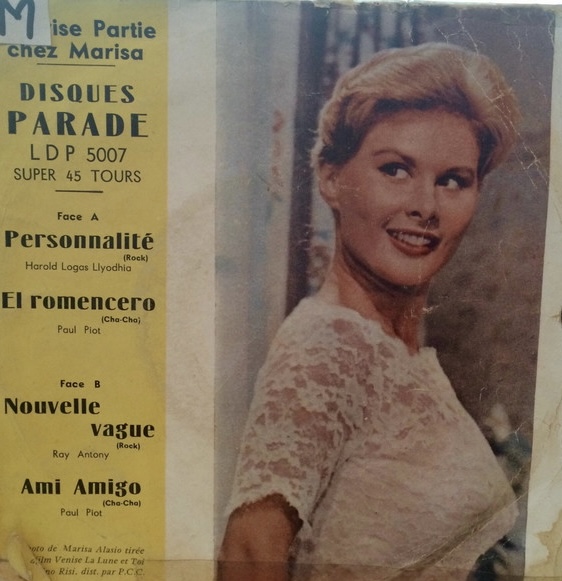 M
ise Partie
chez Marisa
DISQUES
PARADE
LDP 5007
SUPER 45 TOURS
Face A
Personnalité
(Rock)
Harold Logas Llyodhia
El romencero
(Cha-Cha)
Paul Piot
Face B
Nouvelle
vague
(Rock)
Ray Antony
Ami Amigo
(Cha-Cha)
Paul Piot
oto de Marisa Alasio tirée
film Venise La Lune et Toi
no Risi, dist. par P.C.C.